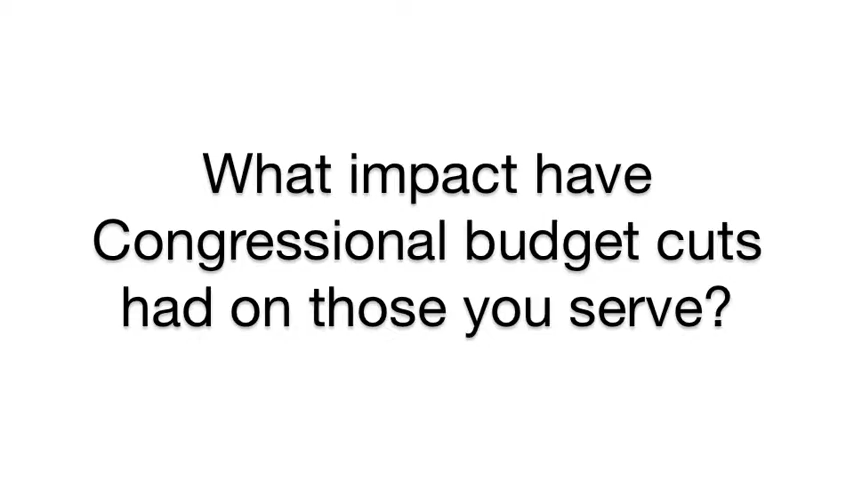 What impact have
Congressional budget cuts
had on those you serve?